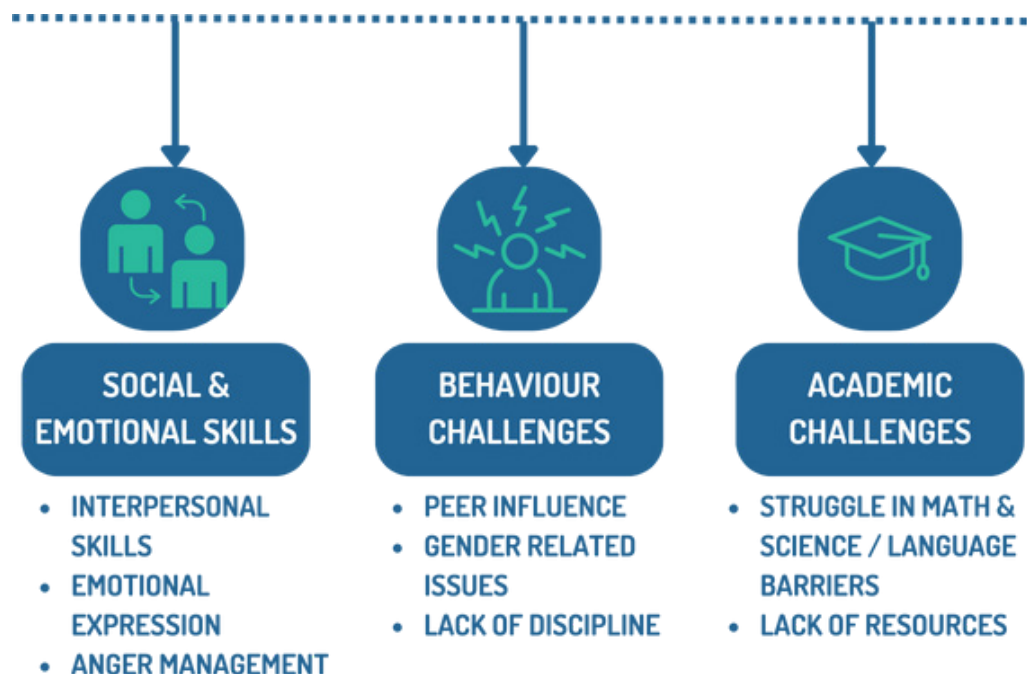 SOCIAL &
EMOTIONAL SKILLS
• INTERPERSONAL
SKILLS
• EMOTIONAL
EXPRESSION
• ANGER MANAGEMENT
BEHAVIOUR
CHALLENGES
• PEER INFLUENCE
• GENDER RELATED
ISSUES
• LACK OF DISCIPLINE
ACADEMIC
CHALLENGES
• STRUGGLE IN MATH &
SCIENCE / LANGUAGE
BARRIERS
• LACK OF RESOURCES